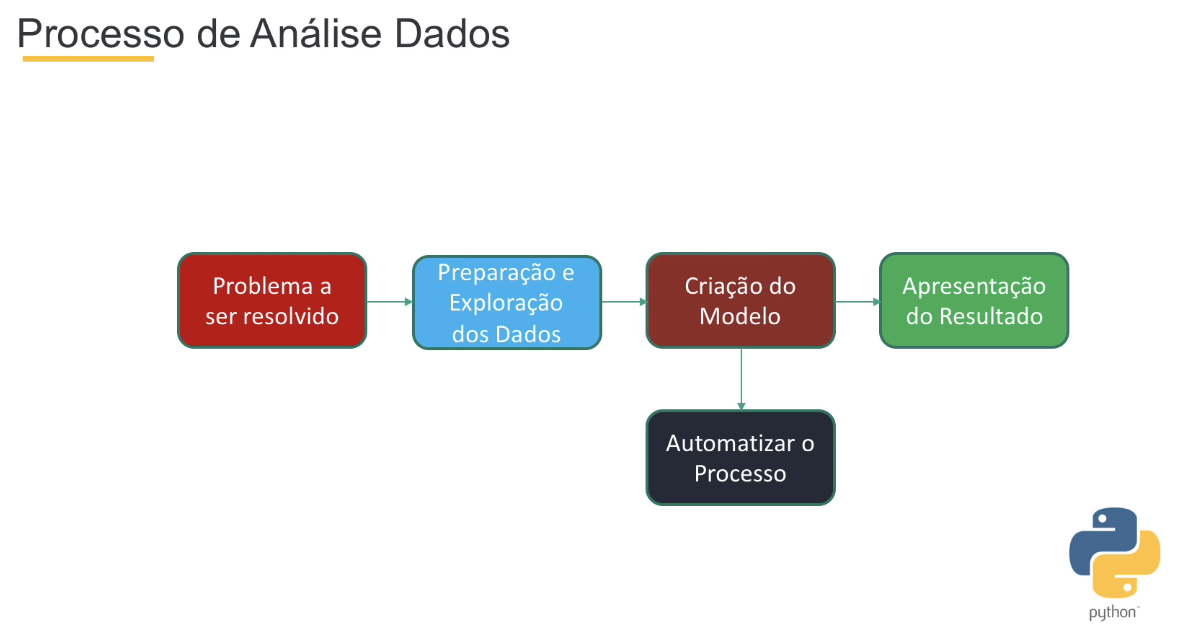 Processo de Análise Dados
Problema a
ser resolvido
Preparação e
Exploração
dos Dados
Criação do
Modelo
Apresentação
do Resultado
Automatizar o
Processo
python™